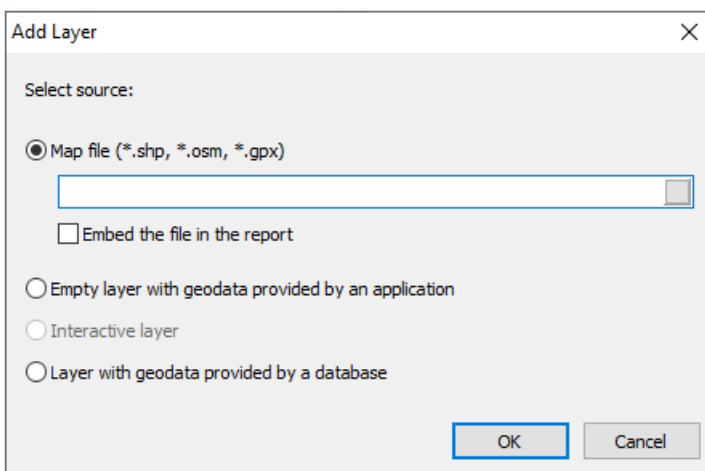 Add Layer
Select source:
Map file (*.shp, *.osm, *.gpx)
Embed the file in the report
Empty layer with geodata provided by an application
Interactive layer
Layer with geodata provided by a database
OK Cancel